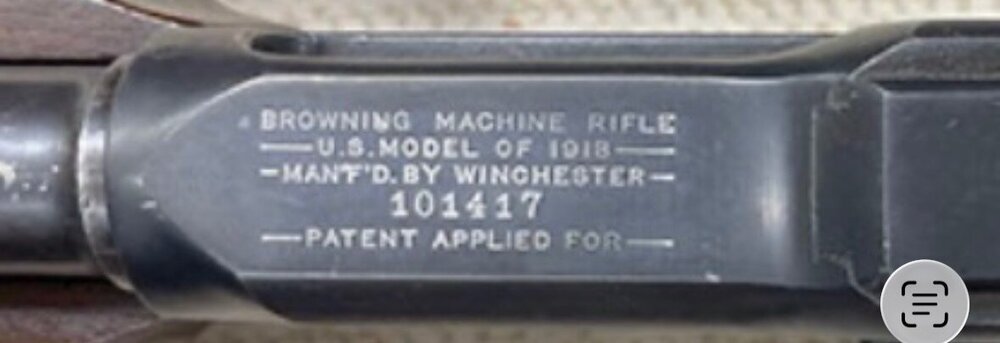 BROWNING MACHINE RIFLE
—U.S. MODEL OF 1918—
—MAN'F'D. BY WINCHESTER—
101417
—PATENT APPLIED FOR—